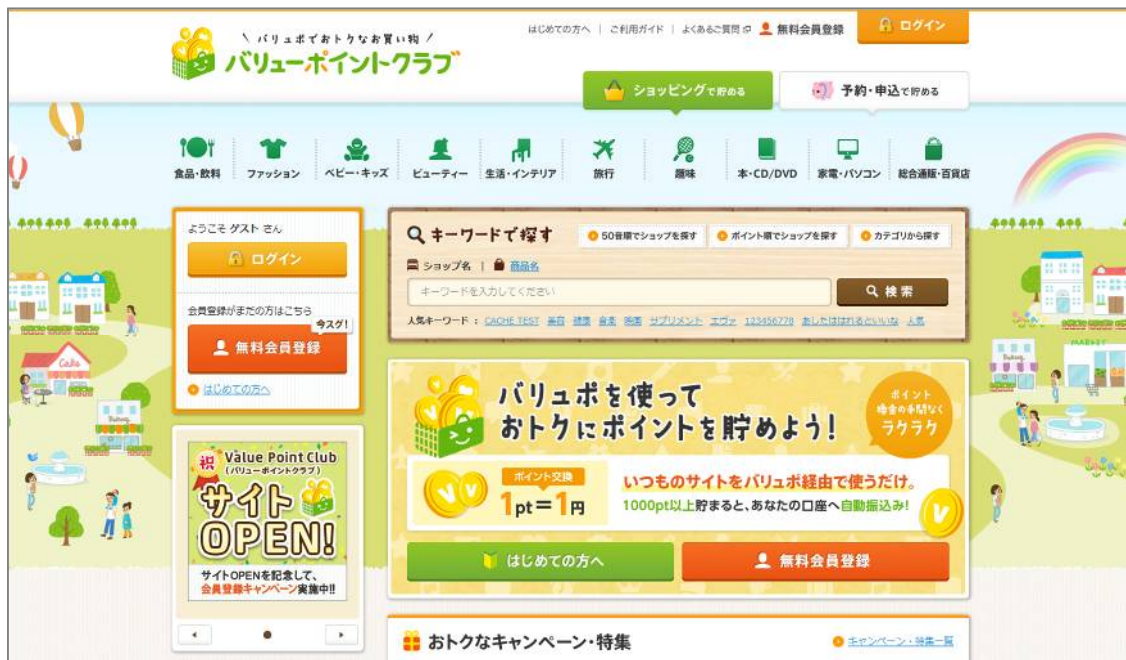 はじめての方へ | ご利用ガイド | よくあるご質問 無料会員登録 ログイン
バリュポでおトクなお買い物
バリューポイントクラブ
ショッピングで貯める 予約・申込で貯める
食品・飲料 ファッション ベビー・キッズ ビューティー 生活・インテリア 旅行 趣味 本・CD/DVD 家電・パソコン 総合通販・百貨店
ようこそ ゲスト さん
ログイン
会員登録がまだの方はこちら
今スグ!
無料会員登録
はじめての方へ
キーワードで探す 50音順でショップを探す ポイント順でショップを探す カテゴリから探す
ショップ名 | 商品名
キーワードを入力してください 検索
人気キーワード : CACHE TEST 美容 健康 音楽 映画 サプリメント エヴァ 123456778 あしたははれるといいな 人気
Cake
Bakery
MARKET
Bakery
バリュポを使って
おトクにポイントを貯めよう!
ポイント
換金の手間なく
ラクラク
ポイント交換
1pt=1円
いつものサイトをバリュポ経由で使うだけ。
1000pt以上貯まると、あなたの口座へ自動振込み!
はじめての方へ 無料会員登録
祝 Value Point Club
(バリューポイントクラブ)
サイト
OPEN!
サイトOPENを記念して、
会員登録キャンペーン実施中!!
おトクなキャンペーン・特集 キャンペーン・特集一覧